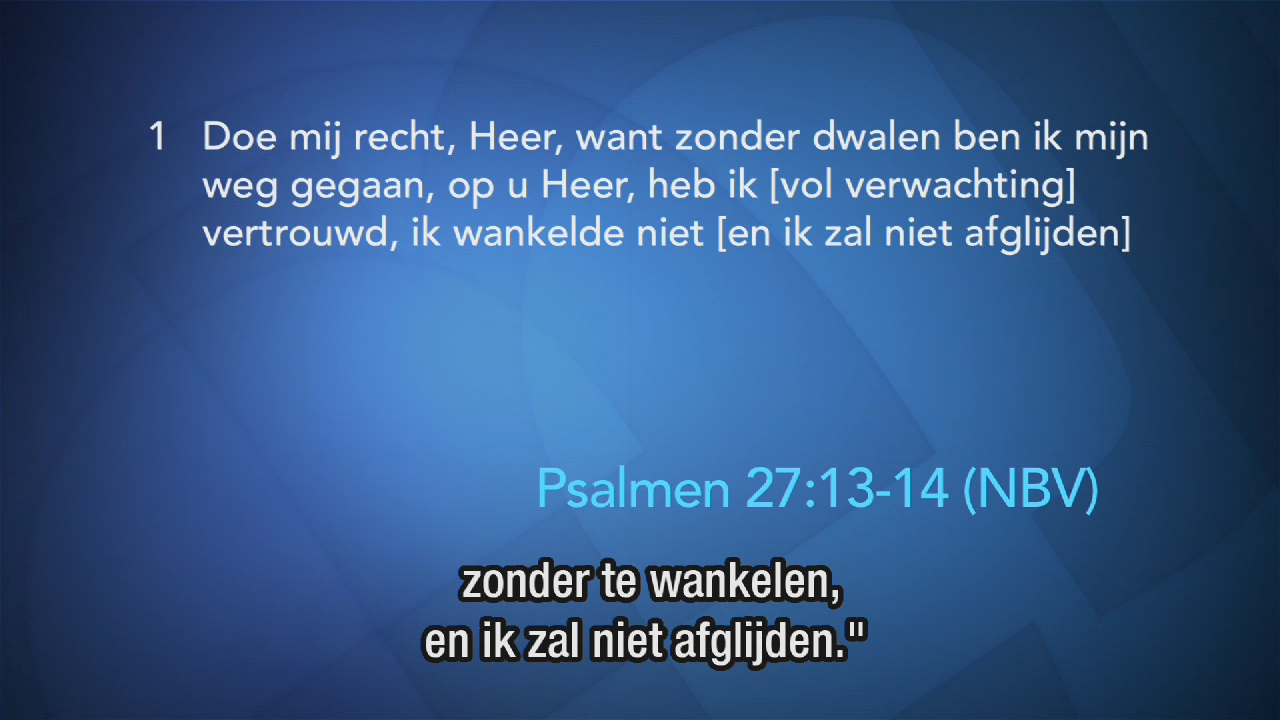 1 Doe mij recht, Heer, want zonder dwalen ben ik mijn
weg gegaan, op u Heer, heb ik [vol verwachting]
vertrouwd, ik wankelde niet [en ik zal niet afglijden]
Psalmen 27:13-14 (NBV)
zonder te wankelen,
en ik zal niet afglijden."